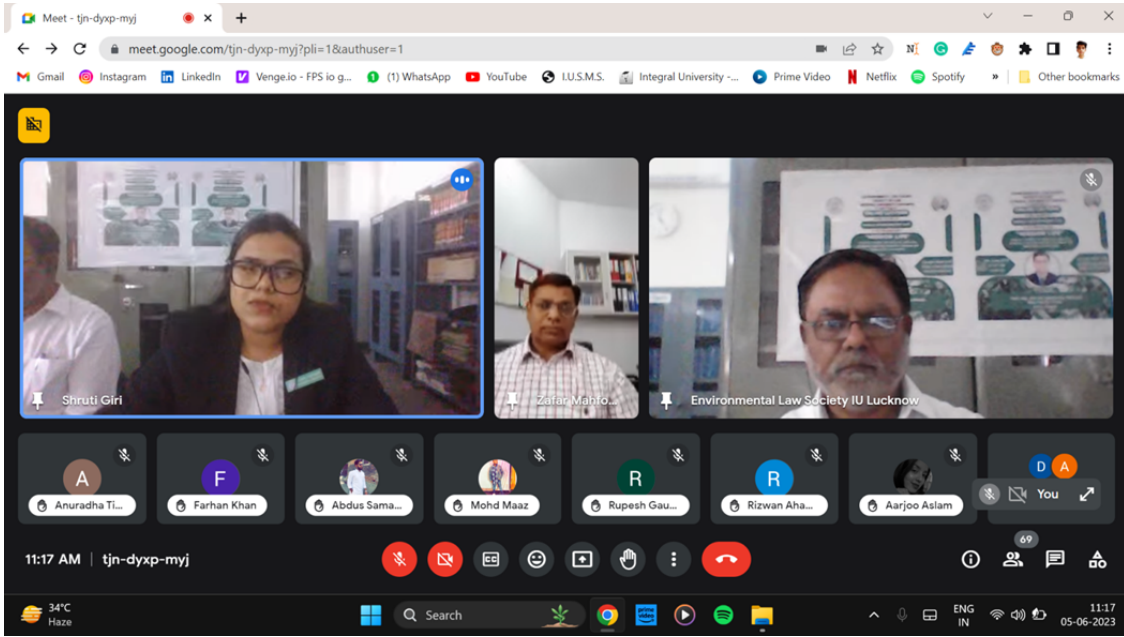 Meet - tjn-dyxp-myj
meet.google.com/tjn-dyxp-myj?pli=1&authuser=1
Gmail Instagram LinkedIn Venge.io - FPS io g... (1) WhatsApp YouTube I.U.S.M.S. Integral University -... Prime Video Netflix Spotify » Other bookmarks
Shruti Giri
Zafar Mahfo...
Environmental Law Society IU Lucknow
A F R R D A
Anuradha Ti... Farhan Khan Abdus Sama... Mohd Maaz Rupesh Gau... Rizwan Aha... Aarjoo Aslam You
69
11:17 AM | tjn-dyxp-myj
34°C
Haze
Search
prime video
ENG
IN
11:17
05-06-2023